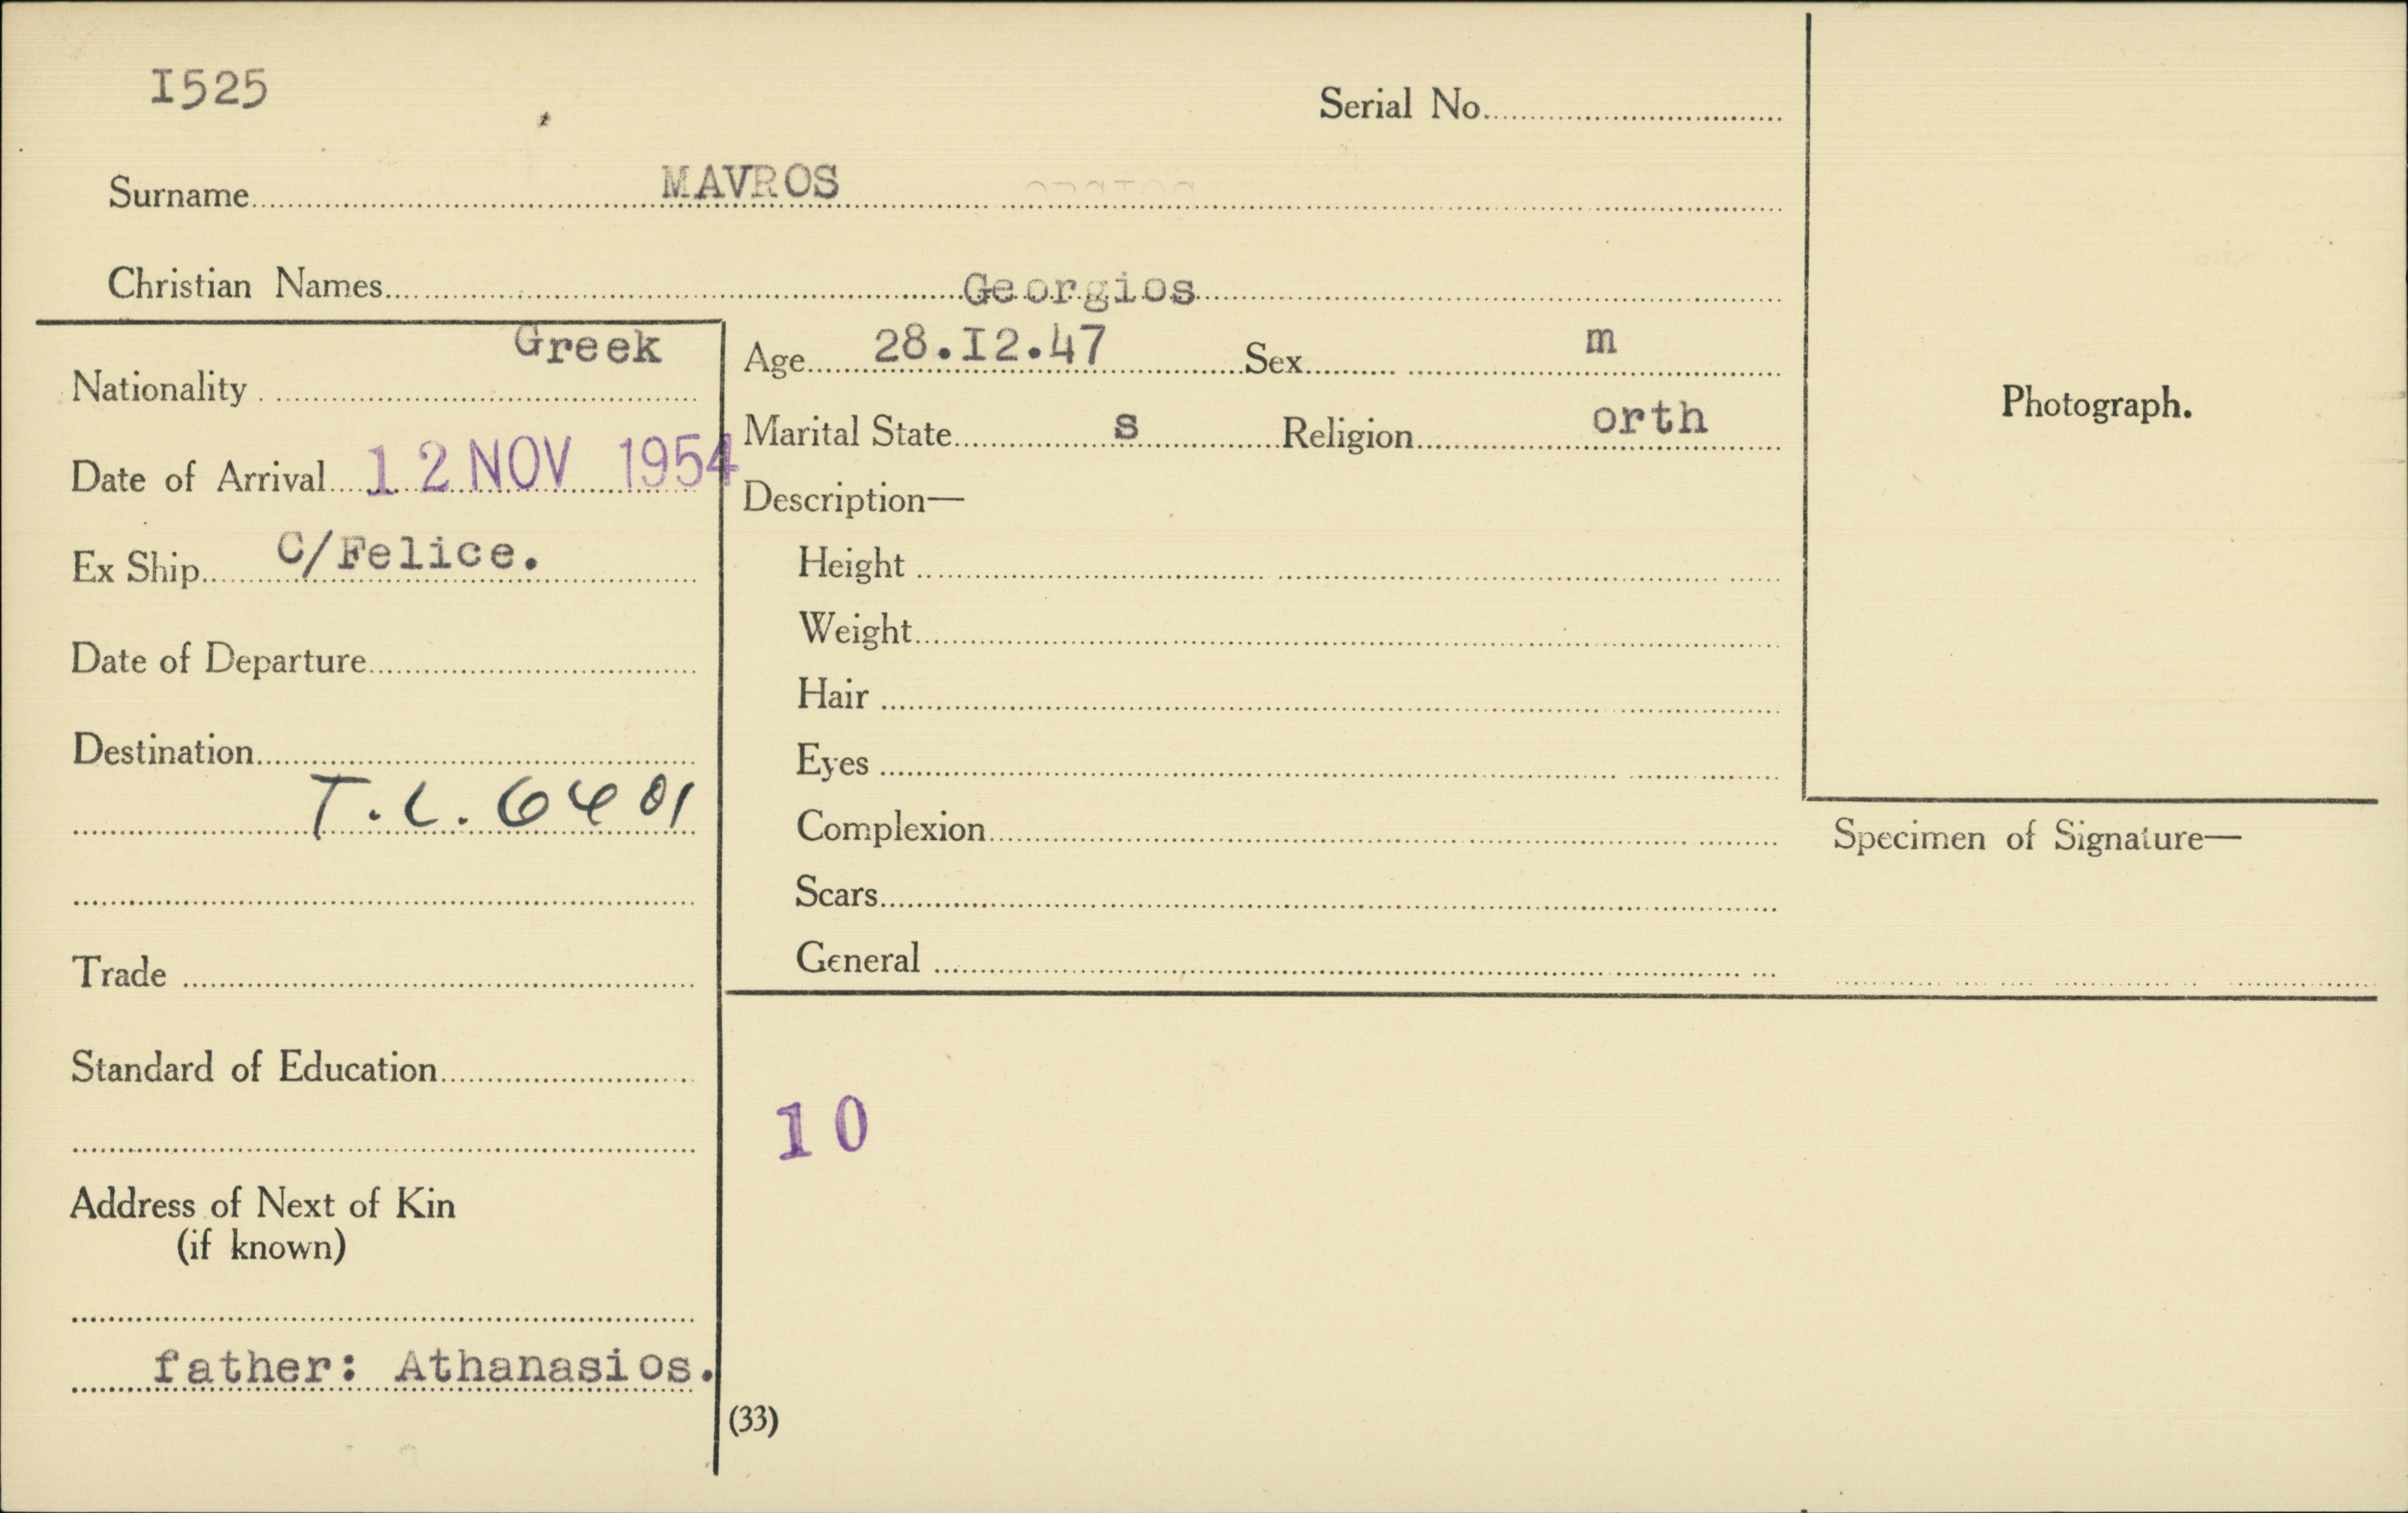 I525
Serial No.
Surname MAVROS
Christian Names Georgios
Nationality Greek
Age 28.I2.47 Sex m
Marital State s Religion orth
Date of Arrival 12 NOV 1954
Description—
Ex Ship C/Felice.
Height
Weight
Date of Departure
Hair
Destination
Eyes
T.L. 6401
Complexion
Scars
Trade
General
Photograph.
Specimen of Signature—
Standard of Education
10
Address of Next of Kin
(if known)
father: Athanasios.
(33)